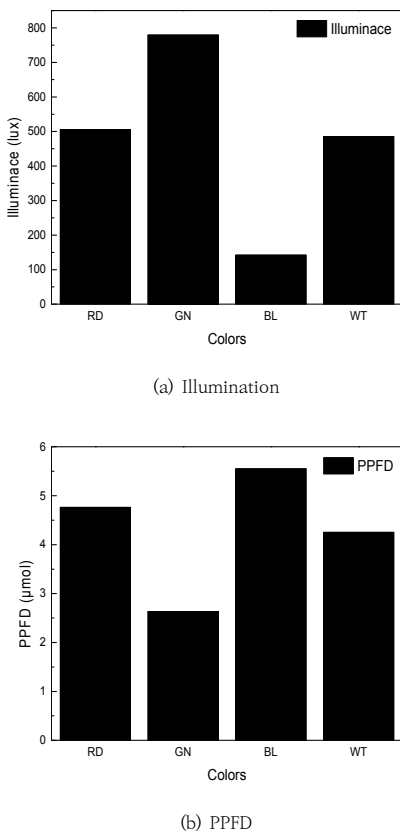 Illuminace
800
700
600
500
400
300
200
100
0
Illuminace (lux)
RD GN BL WT
Colors
(a) Illumination
PPFD
6
5
4
3
2
1
0
PPFD (μmol)
RD GN BL WT
Colors
(b) PPFD